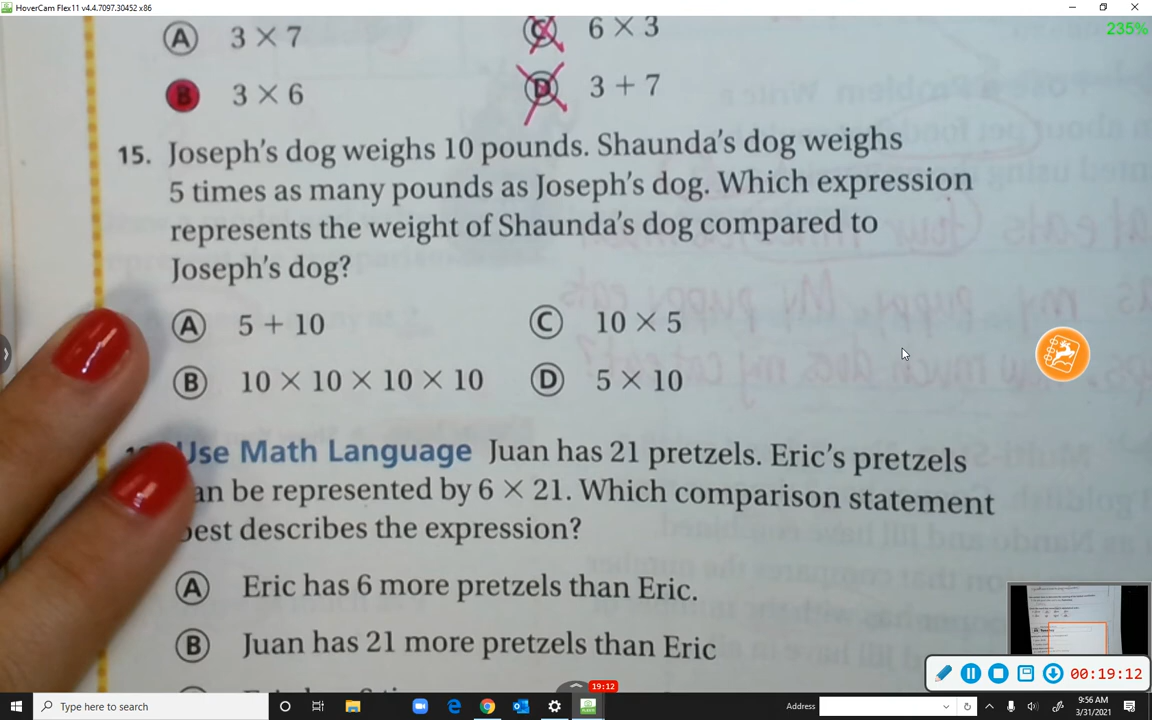 HoverCam Flex11 v4.4.7097.30452 x86
235%
A 3 × 7
C 6 × 3
B 3 × 6
D 3 + 7
15. Joseph's dog weighs 10 pounds. Shaunda's dog weighs
5 times as many pounds as Joseph's dog. Which expression
represents the weight of Shaunda's dog compared to
Joseph's dog?
A 5 + 10
C 10 × 5
B 10 × 10 × 10 × 10
D 5 × 10
Use Math Language Juan has 21 pretzels. Eric's pretzels
an be represented by 6 × 21. Which comparison statement
best describes the expression?
A Eric has 6 more pretzels than Eric.
B Juan has 21 more pretzels than Eric
00:19:12
19:12
Type here to search
Address
9:56 AM
3/31/2021